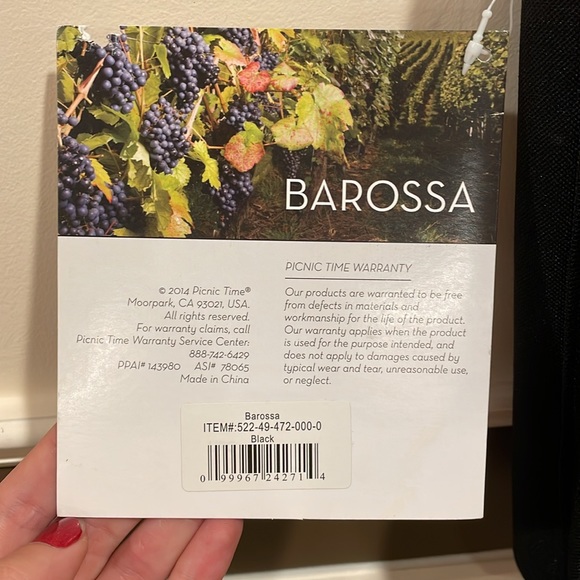 BAROSSA
© 2014 Picnic Time®
Moorpark, CA 93021, USA.
All rights reserved.
For warranty claims, call
Picnic Time Warranty Service Center:
888-742-6429
PPAI# 143980 ASI# 78065
Made in China
PICNIC TIME WARRANTY
Our products are warranted to be free
from defects in materials and
workmanship for the life of the product.
Our warranty applies when the product
is used for the purpose intended, and
does not apply to damages caused by
typical wear and tear, unreasonable use,
or neglect.
Barossa
ITEM#:522-49-472-000-0
Black
0 99967 24271 4